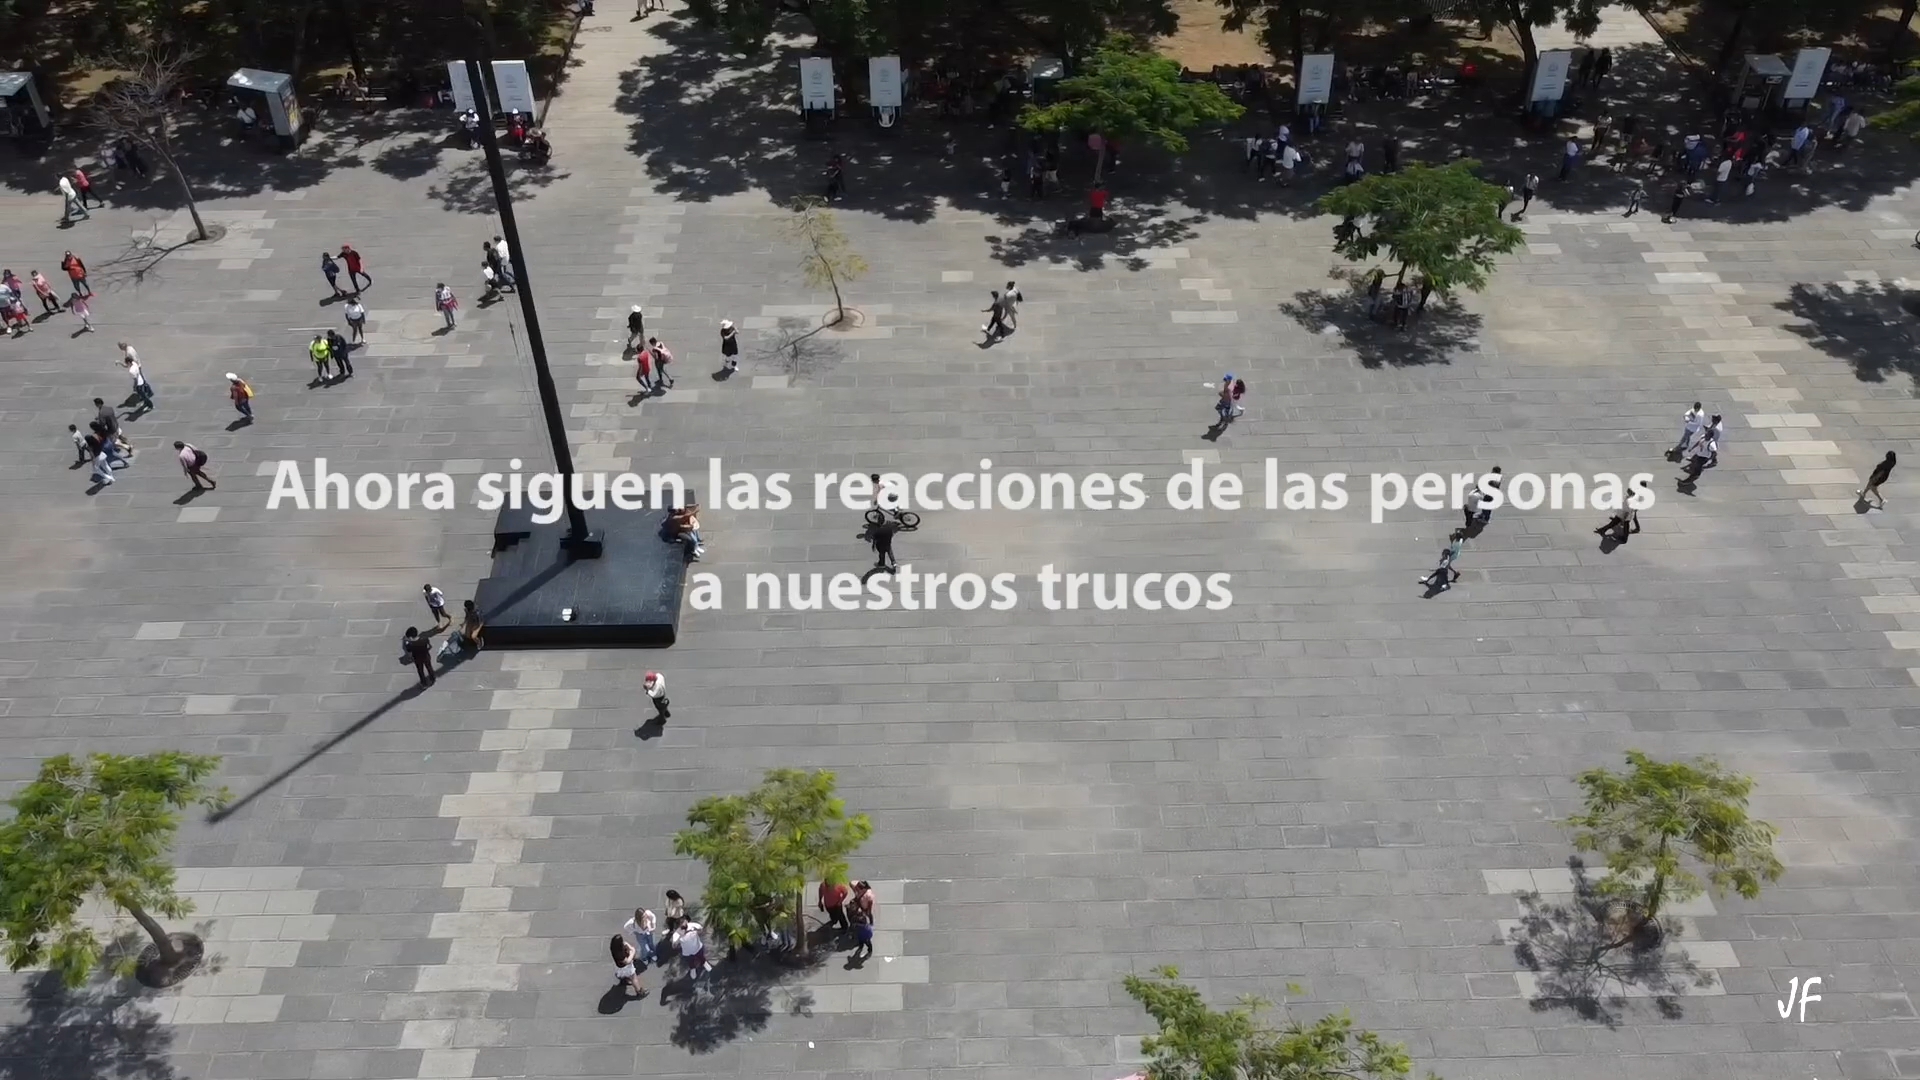 Ahora siguen las reacciones de las personas
a nuestros trucos
JF